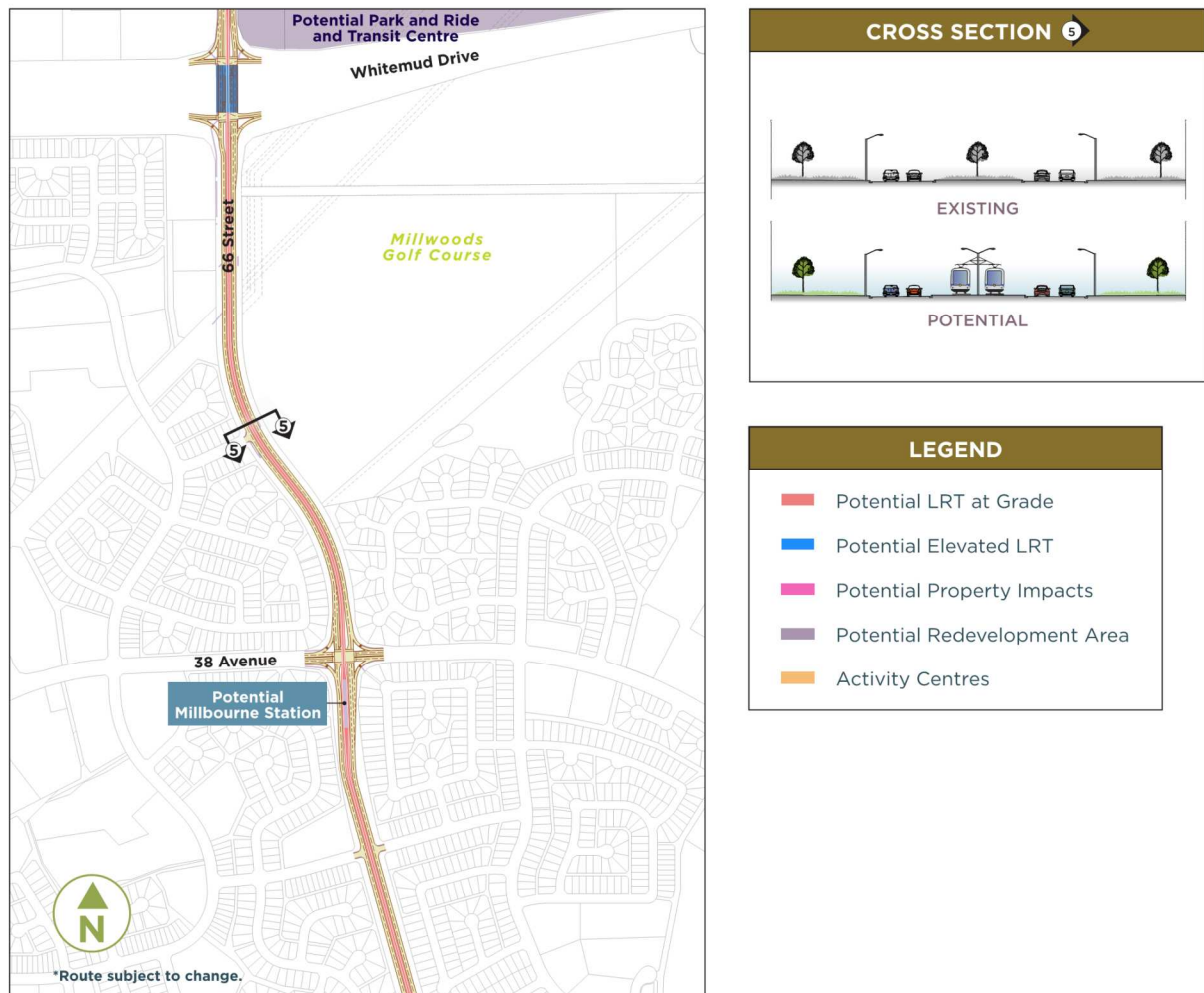 Potential Park and Ride
and Transit Centre
Whitemud Drive
66 Street
Millwoods
Golf Course
5
5
38 Avenue
Potential
Millbourne Station
N
*Route subject to change.
CROSS SECTION 5
EXISTING
POTENTIAL
LEGEND
Potential LRT at Grade
Potential Elevated LRT
Potential Property Impacts
Potential Redevelopment Area
Activity Centres